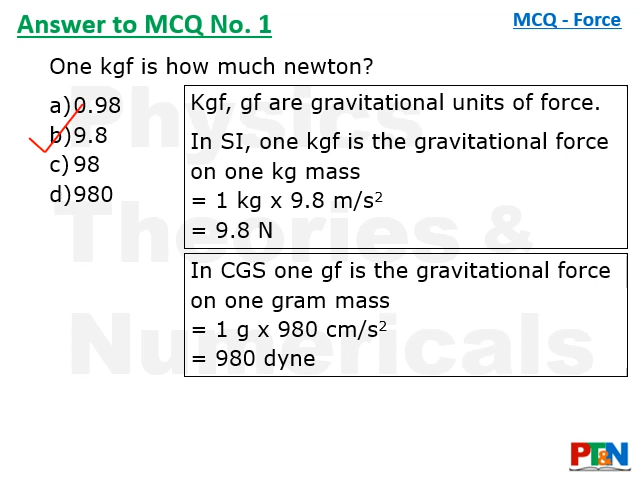 Answer to MCQ No. 1
MCQ - Force
One kgf is how much newton?
a) 0.98
b) 9.8
c) 98
d) 980
Kgf, gf are gravitational units of force.
In SI, one kgf is the gravitational force
on one kg mass
= 1 kg x 9.8 m/s²
= 9.8 N
In CGS one gf is the gravitational force
on one gram mass
= 1 g x 980 cm/s²
= 980 dyne
Physics
Theories &
Numericals
PT&N